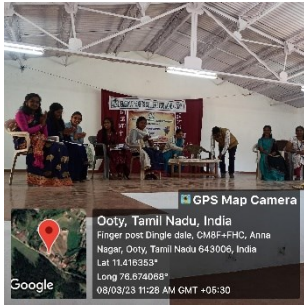 GPS Map Camera
Ooty, Tamil Nadu, India
Finger post Dingle dale, CM8F+FHC, Anna
Nagar, Ooty, Tamil Nadu 643006, India
Lat 11.416353°
Long 76.674068°
08/03/23 11:28 AM GMT +05:30
Google